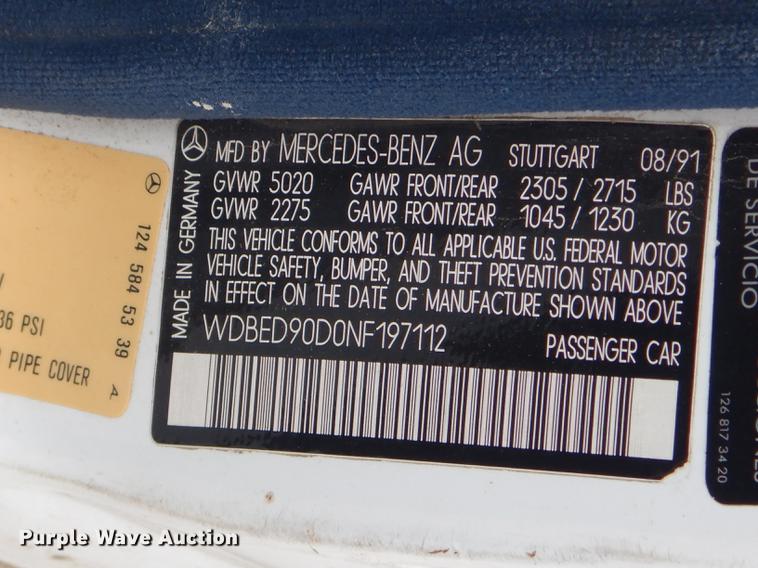 MFD BY MERCEDES-BENZ AG STUTTGART 08/91
GVWR 5020 GAWR FRONT/REAR 2305 / 2715 LBS
GVWR 2275 GAWR FRONT/REAR 1045 / 1230 KG
THIS VEHICLE CONFORMS TO ALL APPLICABLE U.S. FEDERAL MOTOR
VEHICLE SAFETY, BUMPER, AND THEFT PREVENTION STANDARDS
IN EFFECT ON THE DATE OF MANUFACTURE SHOWN ABOVE
WDBED90D0NF197112 PASSENGER CAR
MADE IN GERMANY
124 584 53 39 A
36 PSI
PIPE COVER
DE SERVICIO
126 817 34 20
Purple Wave Auction